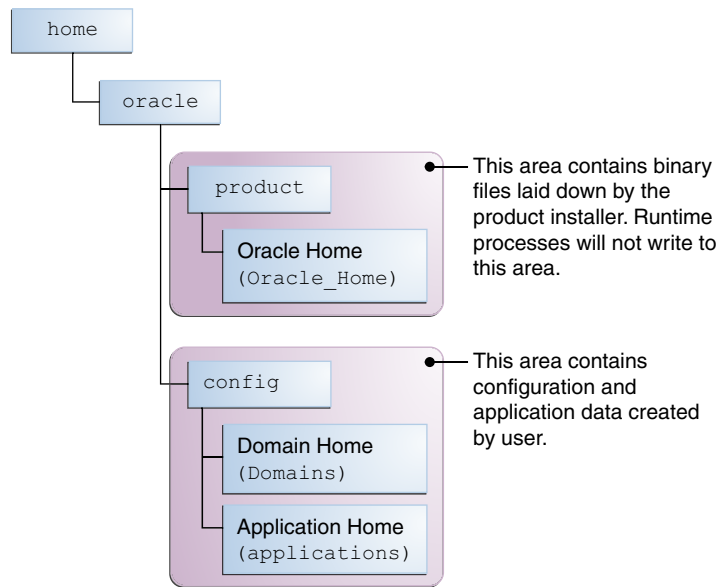 home
oracle
product
Oracle Home
(Oracle_Home)
This area contains binary
files laid down by the
product installer. Runtime
processes will not write to
this area.
config
Domain Home
(Domains)
Application Home
(applications)
This area contains
configuration and
application data created
by user.